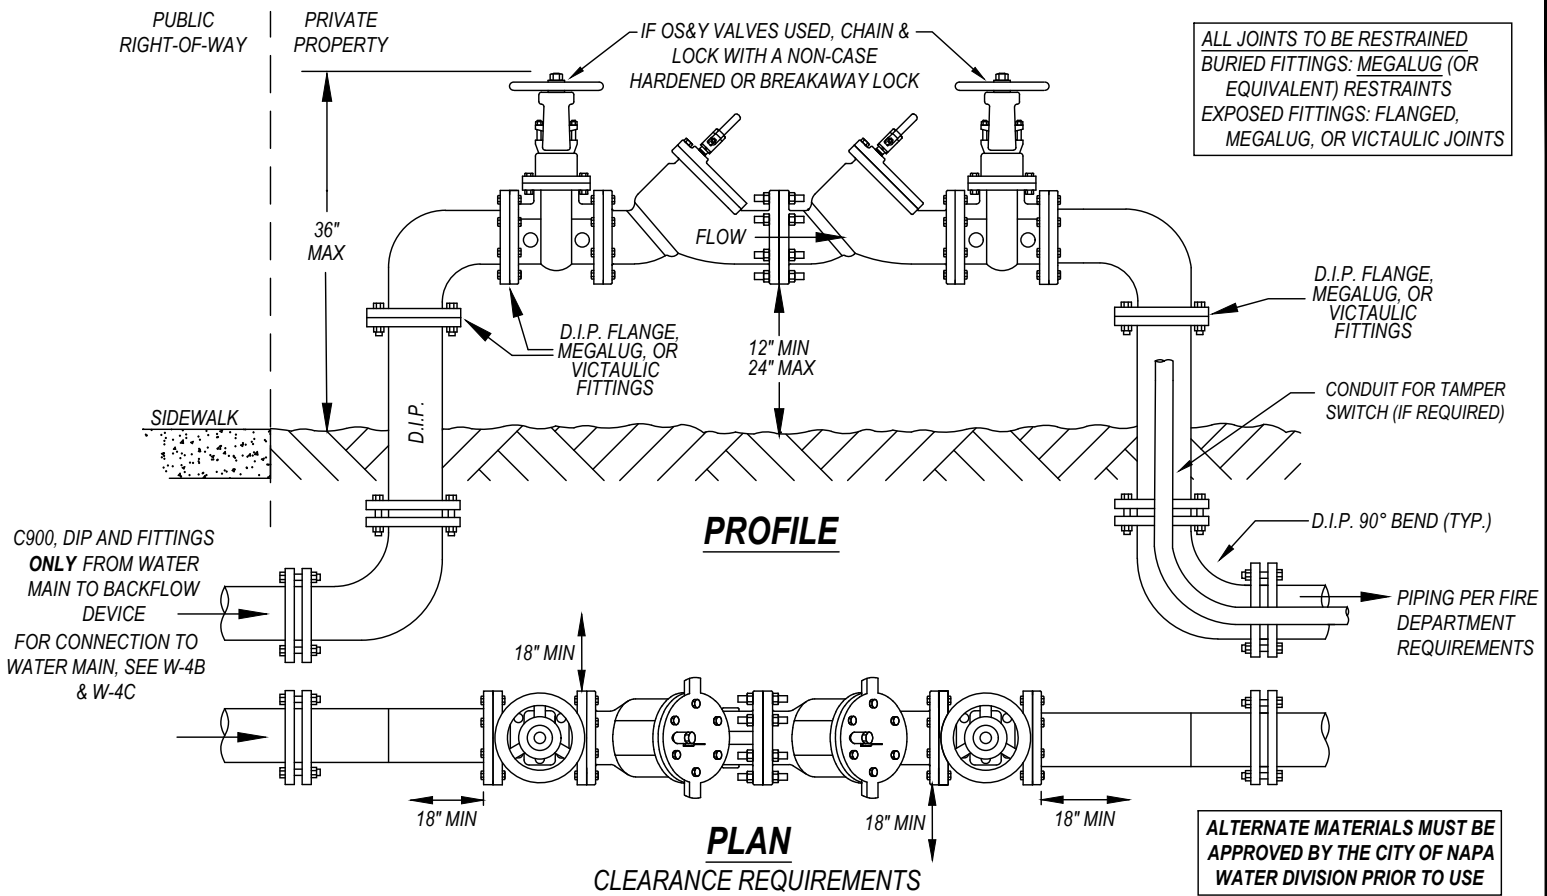 PUBLIC
RIGHT-OF-WAY
PRIVATE
PROPERTY
IF OS&Y VALVES USED, CHAIN &
LOCK WITH A NON-CASE
HARDENED OR BREAKAWAY LOCK
ALL JOINTS TO BE RESTRAINED
BURIED FITTINGS: MEGALUG (OR
EQUIVALENT) RESTRAINTS
EXPOSED FITTINGS: FLANGED,
MEGALUG, OR VICTAULIC JOINTS
36"
MAX
FLOW
D.I.P. FLANGE,
MEGALUG, OR
VICTAULIC
FITTINGS
12" MIN
24" MAX
D.I.P. FLANGE,
MEGALUG, OR
VICTAULIC
FITTINGS
SIDEWALK
D.I.P.
CONDUIT FOR TAMPER
SWITCH (IF REQUIRED)
PROFILE
D.I.P. 90° BEND (TYP.)
C900, DIP AND FITTINGS
ONLY FROM WATER
MAIN TO BACKFLOW
DEVICE
FOR CONNECTION TO
WATER MAIN, SEE W-4B
& W-4C
PIPING PER FIRE
DEPARTMENT
REQUIREMENTS
18" MIN
18" MIN
18" MIN
18" MIN
PLAN
CLEARANCE REQUIREMENTS
ALTERNATE MATERIALS MUST BE
APPROVED BY THE CITY OF NAPA
WATER DIVISION PRIOR TO USE